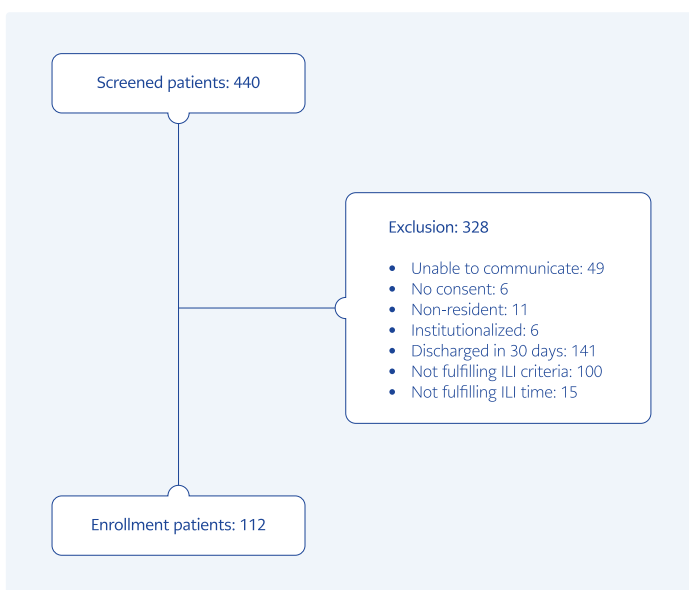 Screened patients: 440
Exclusion: 328
• Unable to communicate: 49
• No consent: 6
• Non-resident: 11
• Institutionalized: 6
• Discharged in 30 days: 141
• Not fulfilling ILI criteria: 100
• Not fulfilling ILI time: 15
Enrollment patients: 112